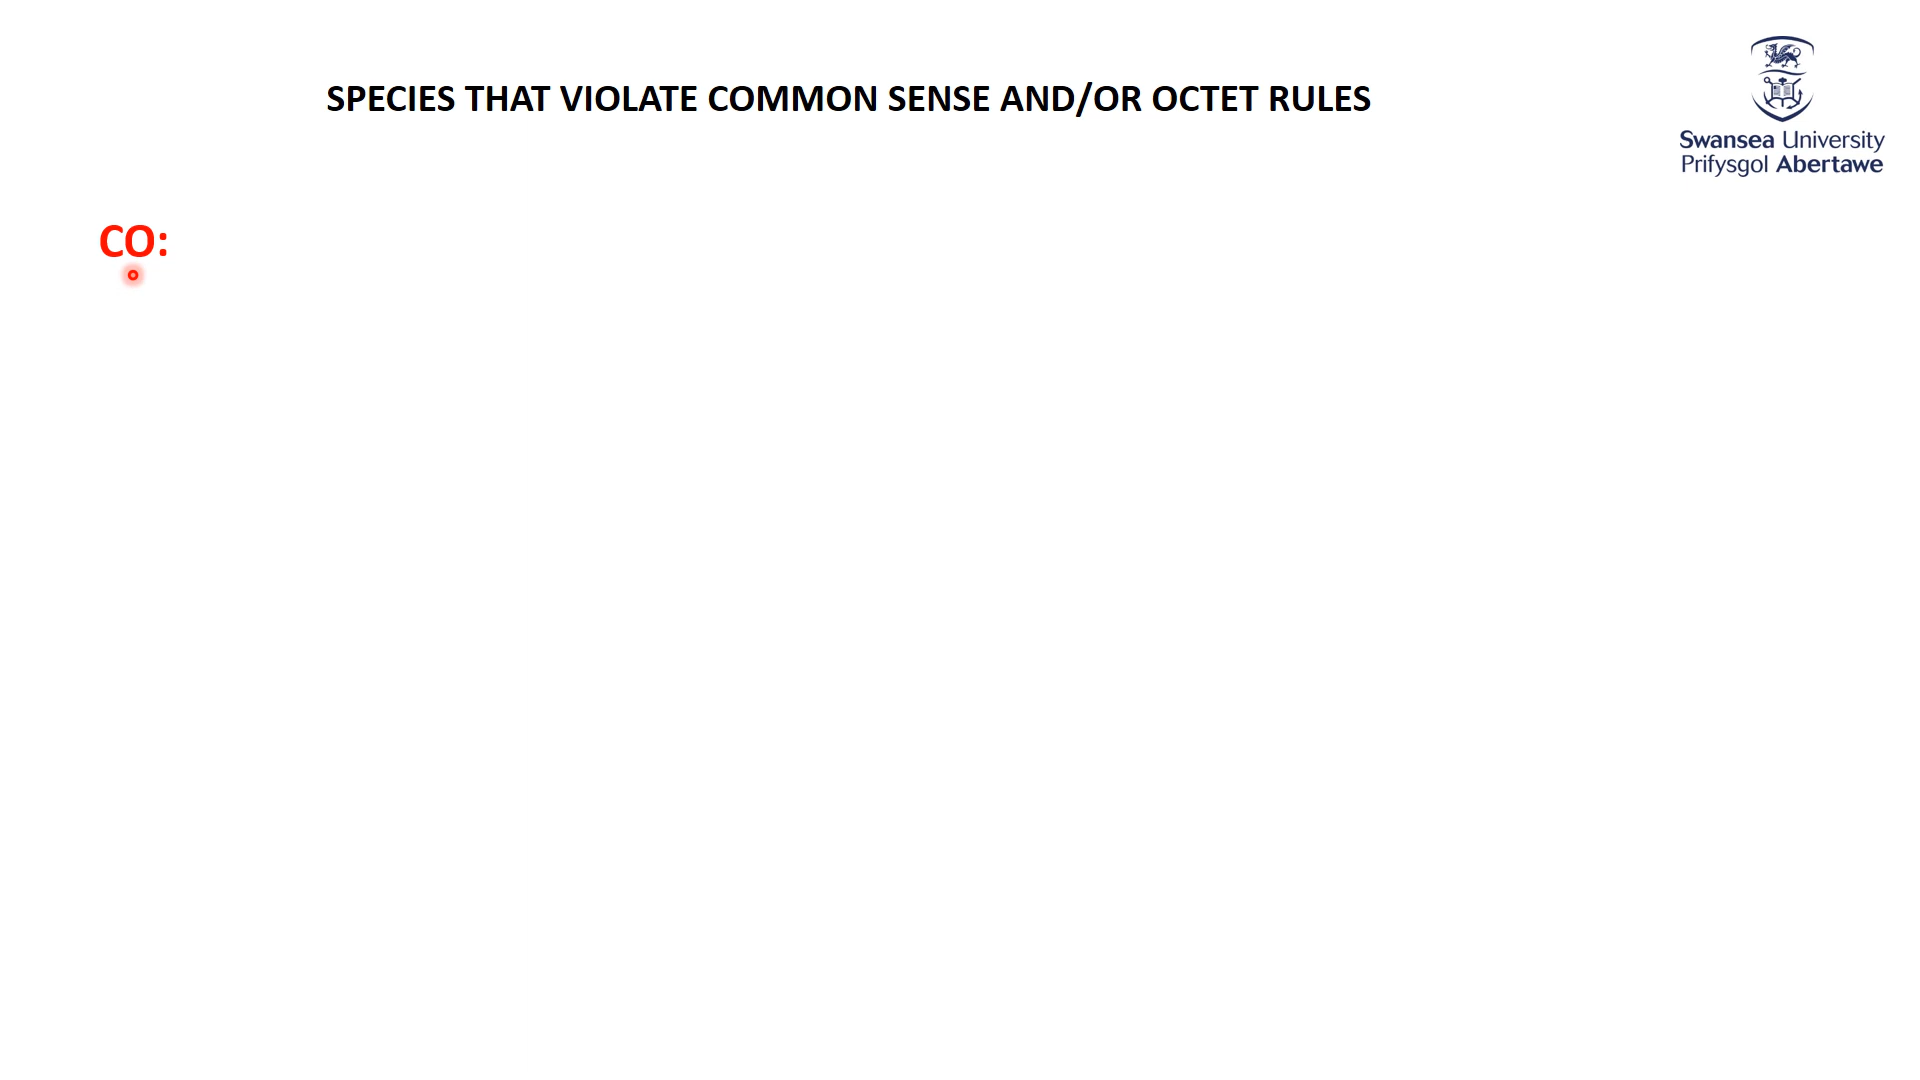 SPECIES THAT VIOLATE COMMON SENSE AND/OR OCTET RULES
Swansea University
Prifysgol Abertawe
CO: